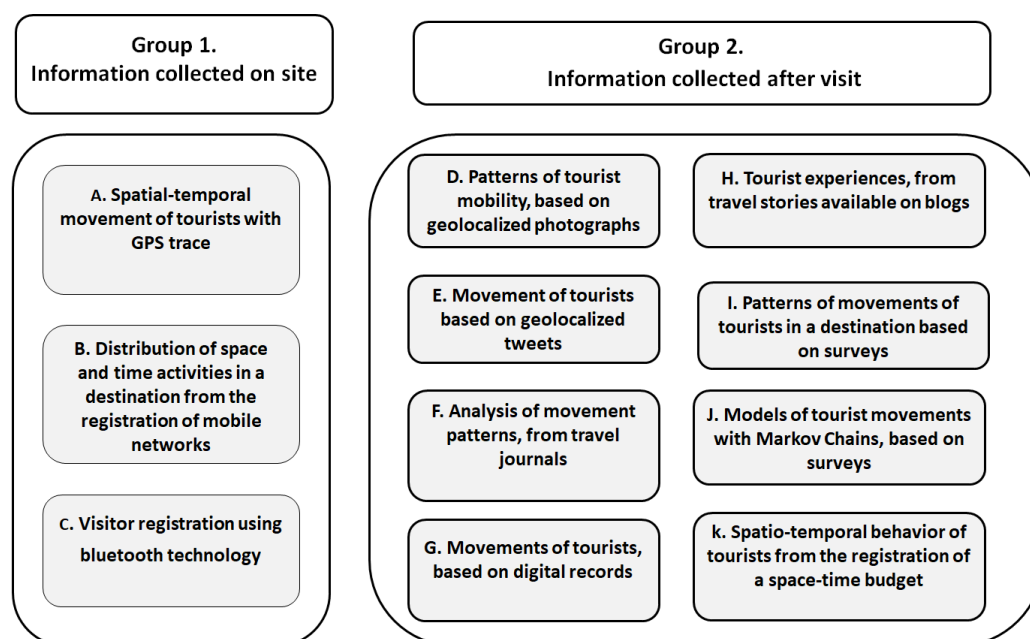 Group 1.
Information collected on site
Group 2.
Information collected after visit
A. Spatial-temporal
movement of tourists with
GPS trace
B. Distribution of space
and time activities in a
destination from the
registration of mobile
networks
C. Visitor registration using
bluetooth technology
D. Patterns of tourist
mobility, based on
geolocalized photographs
E. Movement of tourists
based on geolocalized
tweets
F. Analysis of movement
patterns, from travel
journals
G. Movements of tourists,
based on digital records
H. Tourist experiences, from
travel stories available on blogs
I. Patterns of movements of
tourists in a destination based
on surveys
J. Models of tourist movements
with Markov Chains, based on
surveys
k. Spatio-temporal behavior of
tourists from the registration of
a space-time budget